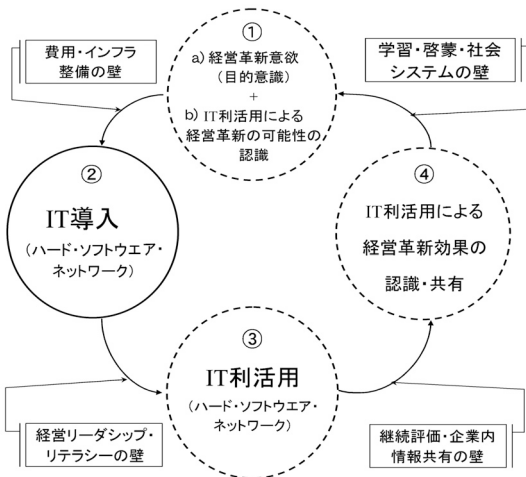 費用・インフラ
整備の壁
①
a) 経営革新意欲
(目的意識)
+
b) IT利活用による
経営革新の可能性の
認識
学習・啓蒙・社会
システムの壁
②
IT導入
(ハード・ソフトウエア・
ネットワーク)
④
IT利活用による
経営革新効果の
認識・共有
③
IT利活用
(ハード・ソフトウエア・
ネットワーク)
経営リーダシップ・
リテラシーの壁
継続評価・企業内
情報共有の壁